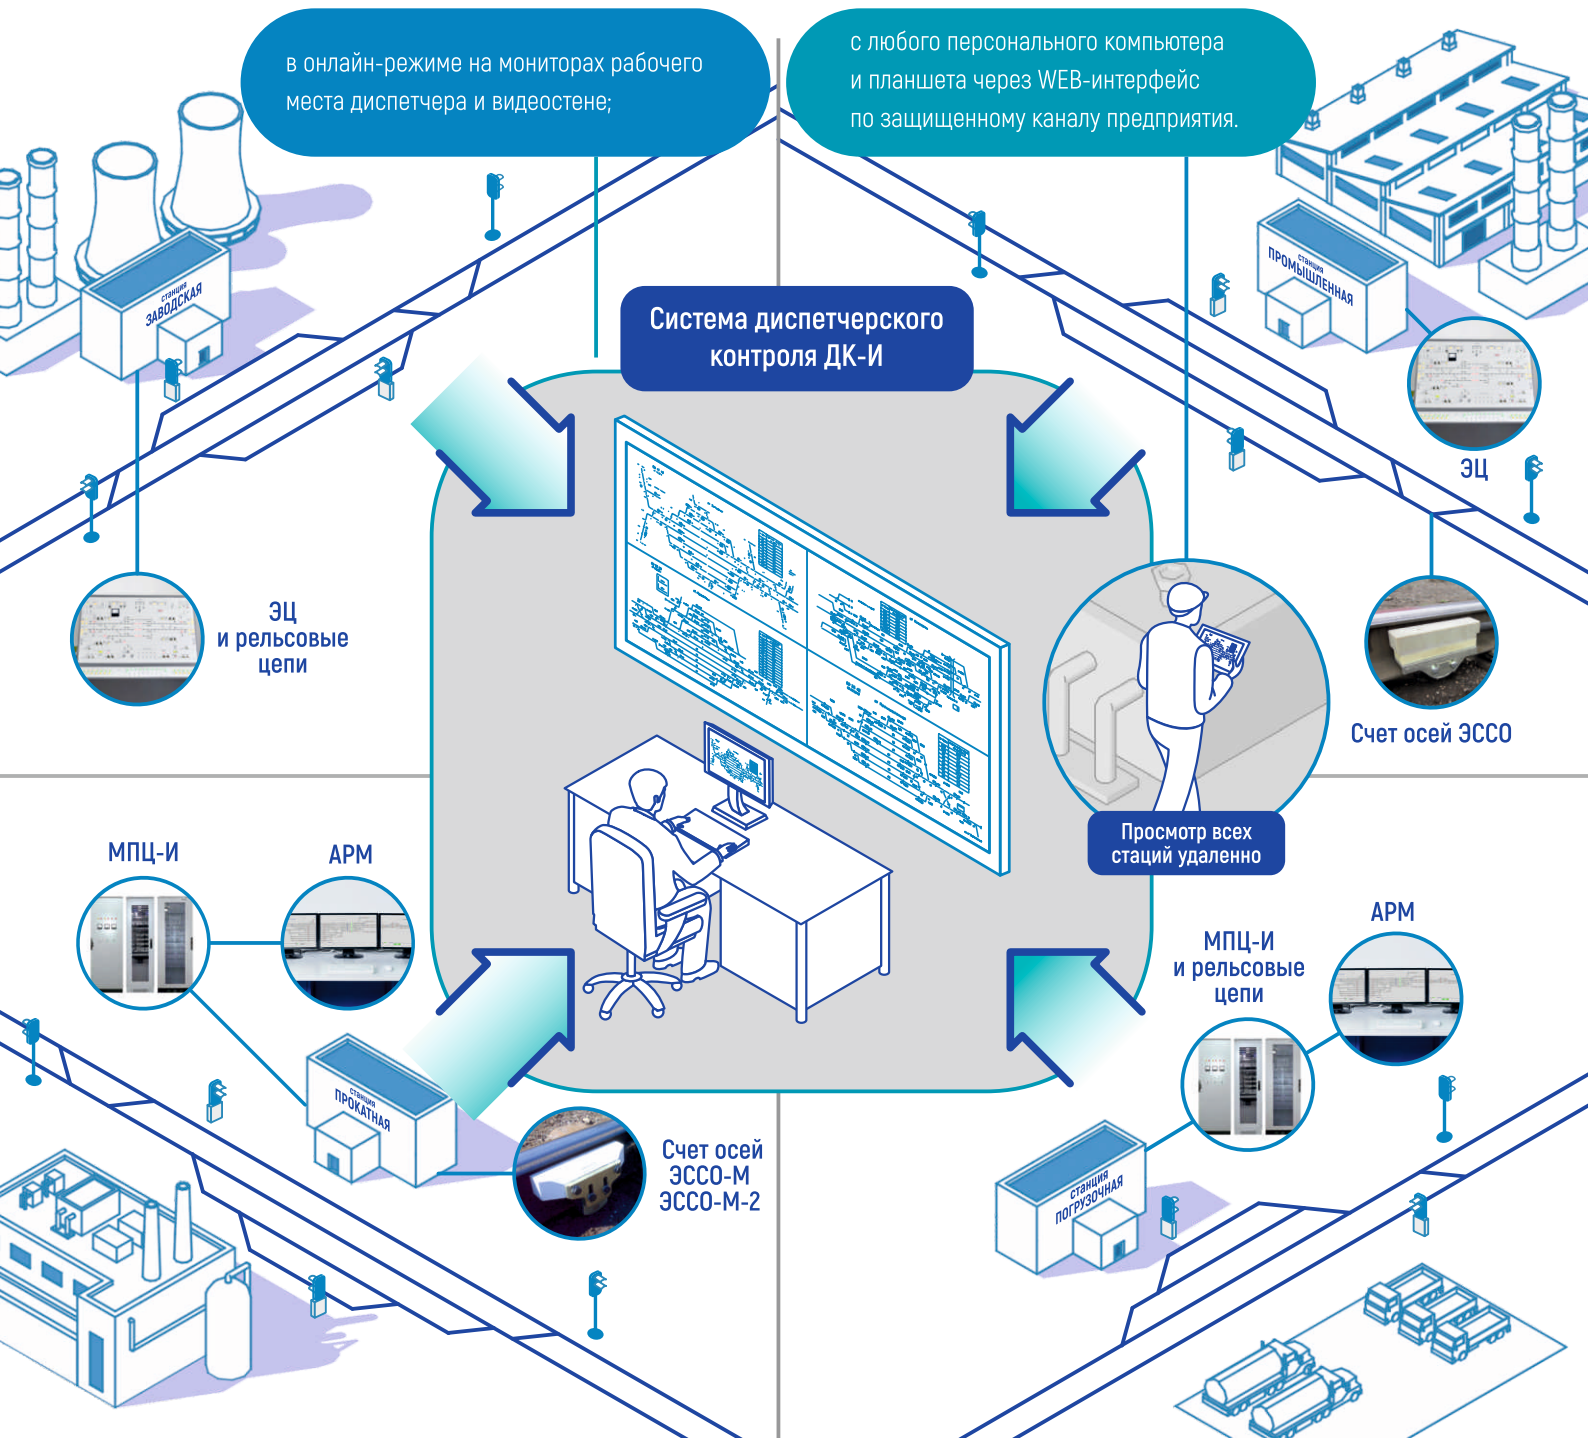 в онлайн-режиме на мониторах рабочего
места диспетчера и видеостене;
с любого персонального компьютера
и планшета через WEB-интерфейс
по защищенному каналу предприятия.
станция
ЗАВОДСКАЯ
станция
ПРОМЫШЛЕННАЯ
Система диспетчерского
контроля ДК-И
ЭЦ
ЭЦ
и рельсовые
цепи
Счет осей ЭССО
Просмотр всех
стаций удаленно
МПЦ-И
АРМ
АРМ
МПЦ-И
и рельсовые
цепи
станция
ПРОКАТНАЯ
Счет осей
ЭССО-М
ЭССО-М-2
станция
ПОГРУЗОЧНАЯ